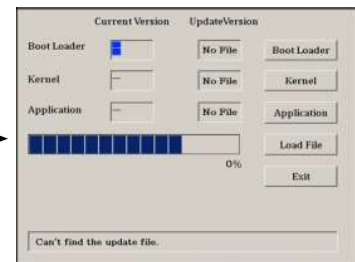 Current Version UpdateVersion
Boot Loader No File Boot Loader
Kernel — No File Kernel
Application — No File Application
Load File
0%
Exit
Can't find the update file.